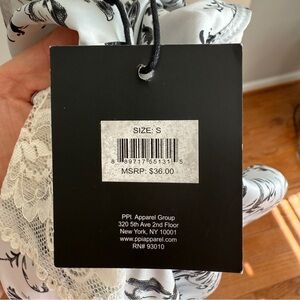 SIZE: S
8 89717 55131 5
MSRP: $36.00
PPI Apparel Group
320 5th Ave 2nd Floor
New York, NY 10001
www.ppiapparel.com
RN# 93010